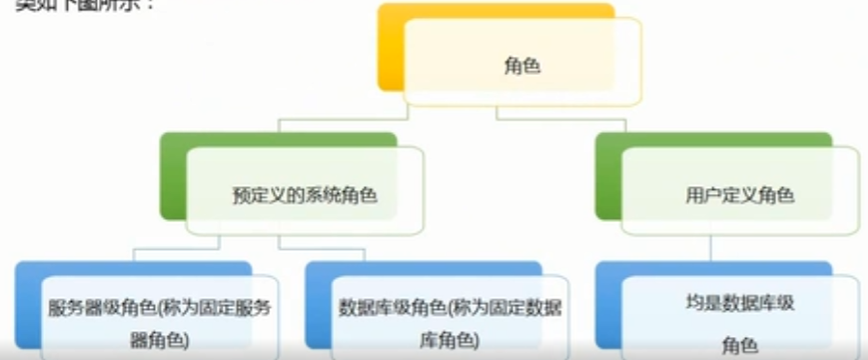 类如下图所示：
角色
预定义的系统角色
用户定义角色
服务器级角色(称为固定服务
器角色)
数据库级角色(称为固定数据
库角色)
均是数据库级
角色